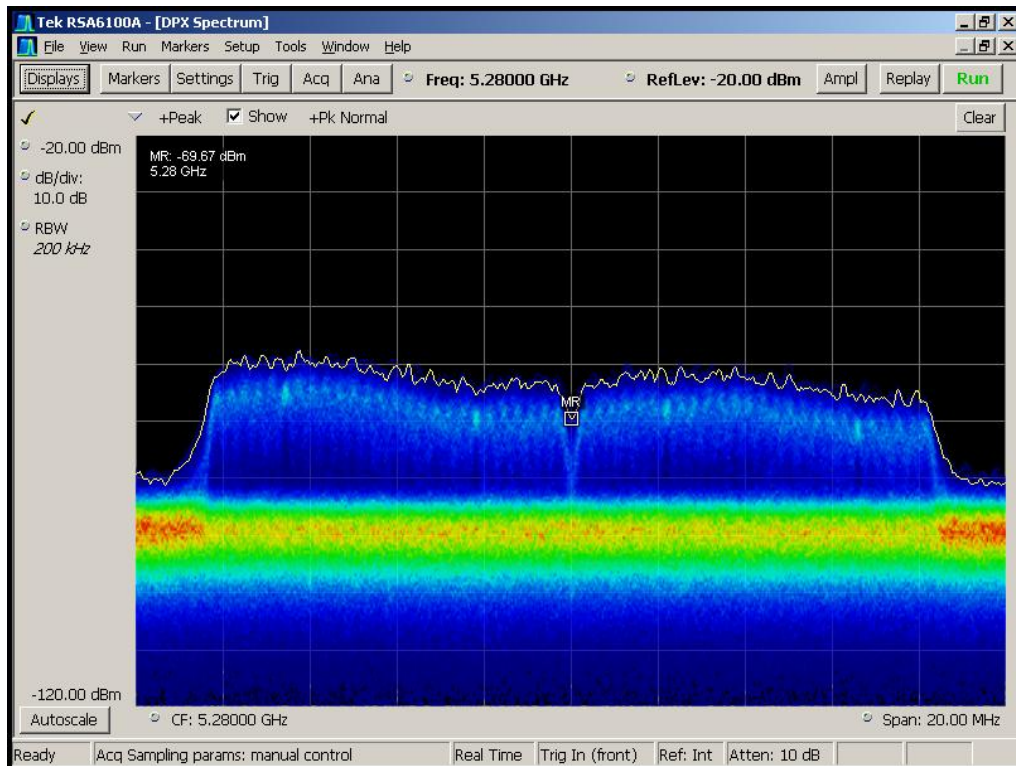 Tek RSA6100A - [DPX Spectrum]
File View Run Markers Setup Tools Window Help
Displays Markers Settings Trig Acq Ana Freq: 5.28000 GHz RefLev: -20.00 dBm Ampl Replay Run
+Peak Show +Pk Normal Clear
-20.00 dBm
dB/div:
10.0 dB
RBW
200 kHz
MR: -69.67 dBm
5.28 GHz
MR
-120.00 dBm
Autoscale CF: 5.28000 GHz Span: 20.00 MHz
Ready Acq Sampling params: manual control Real Time Trig In (front) Ref: Int Atten: 10 dB